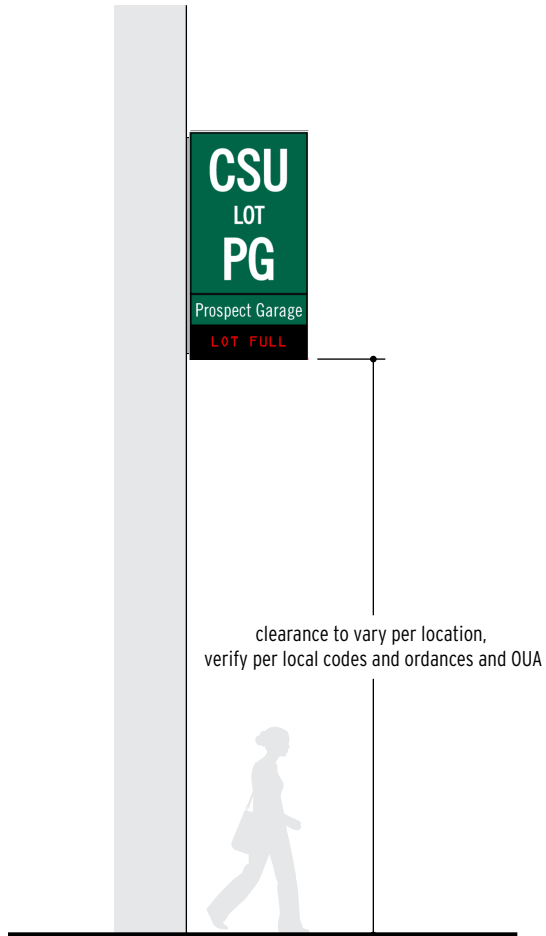 CSU
LOT
PG
Prospect Garage
LOT FULL
clearance to vary per location,
verify per local codes and ordances and OUA